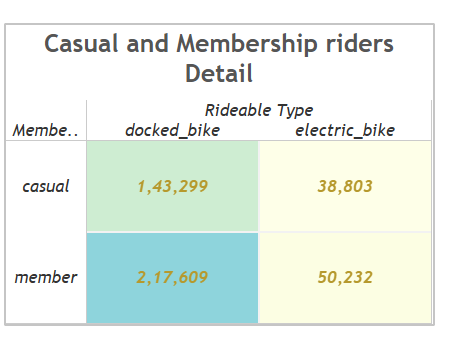 Casual and Membership riders
Detail
Rideable Type
Membe.. docked_bike electric_bike
casual 1,43,299 38,803
member 2,17,609 50,232